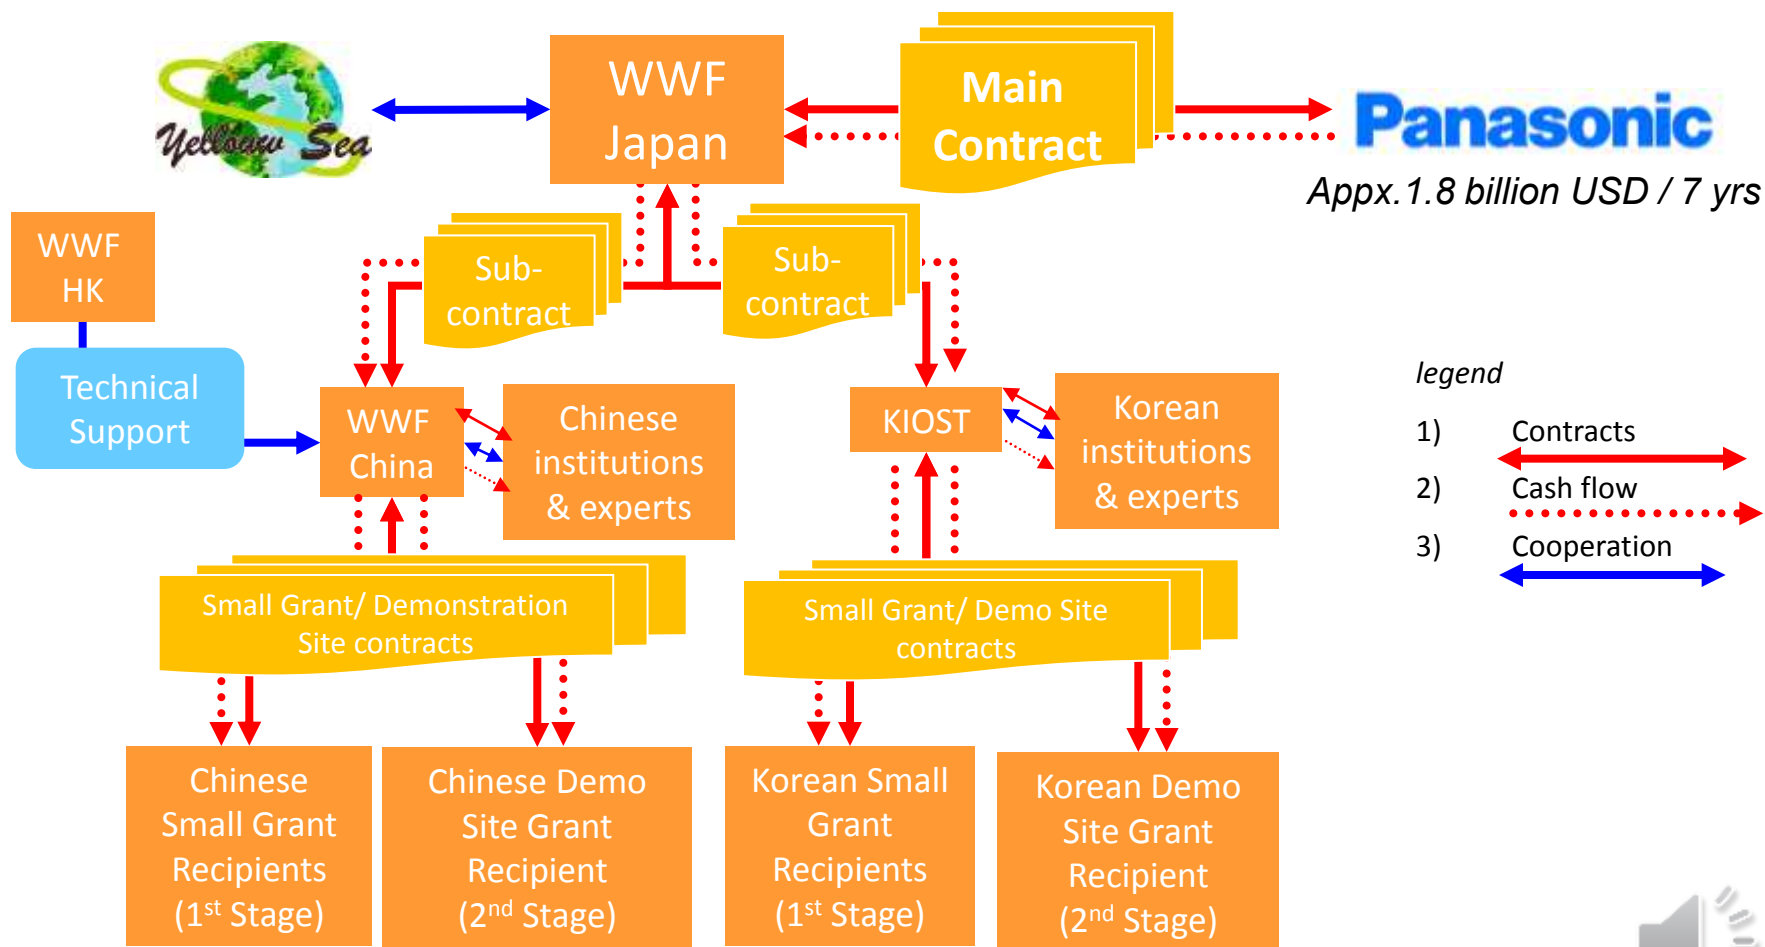 WWF
Japan
Main
Contract
Yellow Sea
Panasonic
Appx.1.8 billion USD / 7 yrs
WWF
HK
Sub-
contract
Sub-
contract
Technical
Support
WWF
China
Chinese
institutions
& experts
KIOST
Korean
institutions
& experts
legend
1) Contracts
2) Cash flow
3) Cooperation
Small Grant/ Demonstration
Site contracts
Small Grant/ Demo Site
contracts
Chinese
Small Grant
Recipients
(1st Stage)
Chinese Demo
Site Grant
Recipient
(2nd Stage)
Korean Small
Grant
Recipients
(1st Stage)
Korean Demo
Site Grant
Recipient
(2nd Stage)